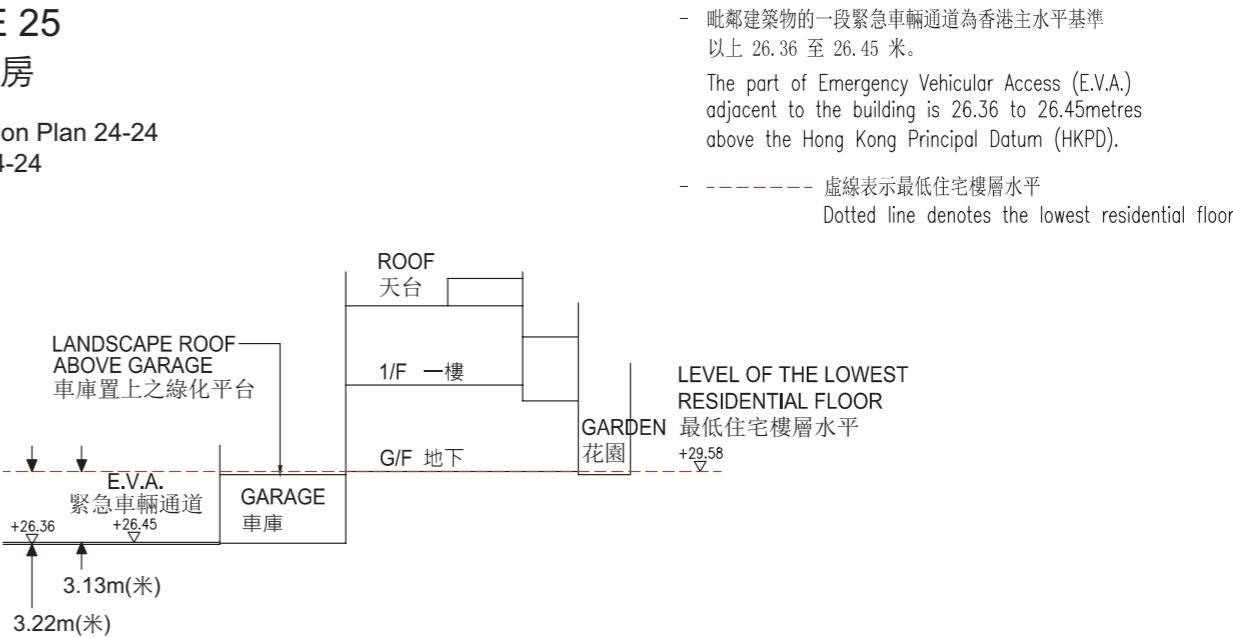 E 25
房
ion Plan 24-24
4-24
- 毗鄰建築物的一段緊急車輛通道為香港主水平基準
以上 26.36 至 26.45 米。
The part of Emergency Vehicular Access (E.V.A.)
adjacent to the building is 26.36 to 26.45metres
above the Hong Kong Principal Datum (HKPD).
- ------- 虛線表示最低住宅樓層水平
Dotted line denotes the lowest residential floor
ROOF
天台
LANDSCAPE ROOF
ABOVE GARAGE
車庫置上之綠化平台
1/F 一樓
LEVEL OF THE LOWEST
RESIDENTIAL FLOOR
最低住宅樓層水平
+29.58
GARDEN
花園
G/F 地下
E.V.A.
緊急車輛通道
+26.36
+26.45
GARAGE
車庫
3.13m(米)
3.22m(米)